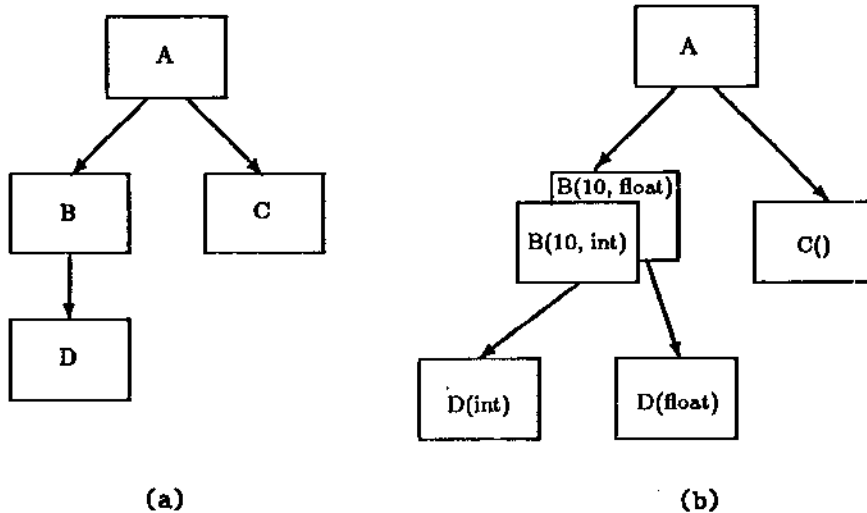 A
B
C
D
(a)
A
B(10, float)
B(10, int)
C()
D(int)
D(float)
(b)